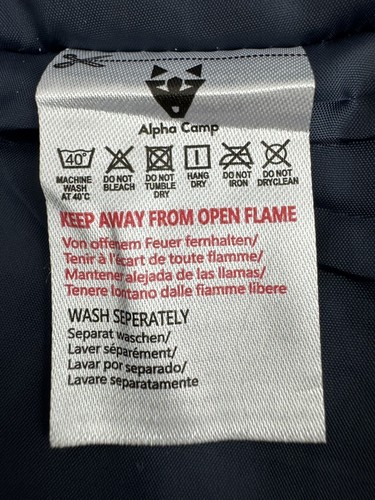 Alpha Camp
40°
MACHINE WASH AT 40℃
DO NOT BLEACH
DO NOT TUMBLE DRY
HANG DRY
DO NOT IRON
DO NOT DRYCLEAN
KEEP AWAY FROM OPEN FLAME
Von offenem Feuer fernhalten/
Tenir à l'écart de toute flamme/
Mantener alejada de las llamas/
Tenere lontano dalle fiamme libere
WASH SEPERATELY
Separat waschen/
Laver séparément/
Lavar por separado/
Lavare separatamente